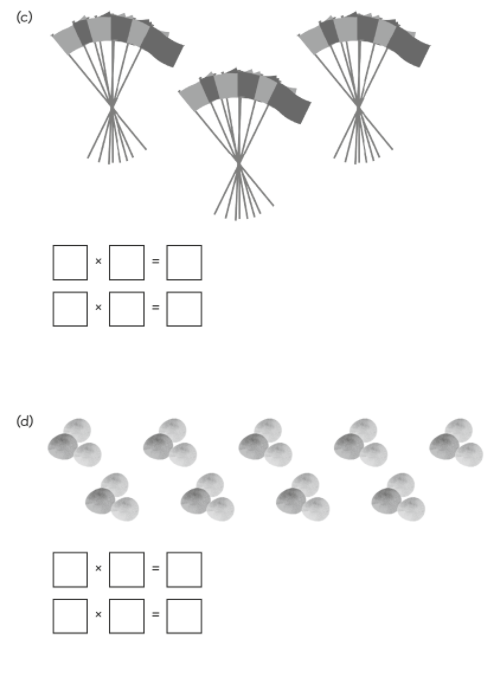 (c)
× =
× =
(d)
× =
× =